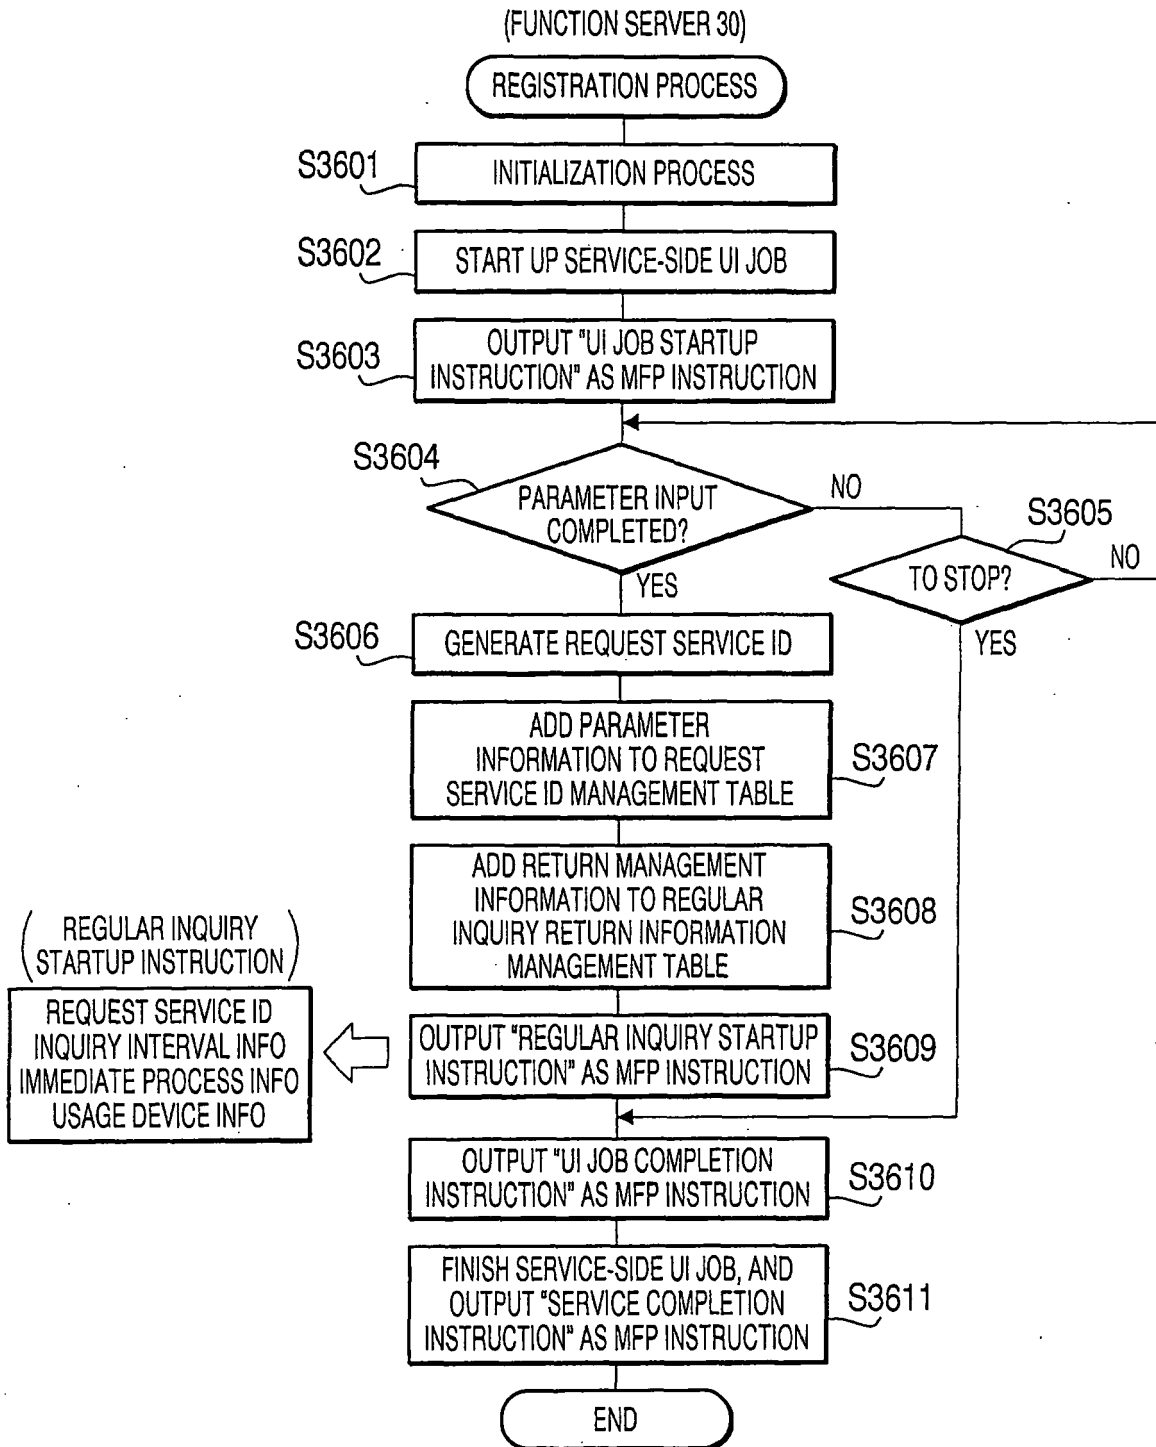 (FUNCTION SERVER 30)
REGISTRATION PROCESS
S3601
INITIALIZATION PROCESS
S3602
START UP SERVICE-SIDE UI JOB
S3603
OUTPUT "UI JOB STARTUP
INSTRUCTION" AS MFP INSTRUCTION
S3604
PARAMETER INPUT
COMPLETED?
NO
YES
S3605
TO STOP?
NO
YES
S3606
GENERATE REQUEST SERVICE ID
ADD PARAMETER
INFORMATION TO REQUEST
SERVICE ID MANAGEMENT TABLE
S3607
ADD RETURN MANAGEMENT
INFORMATION TO REGULAR
INQUIRY RETURN INFORMATION
MANAGEMENT TABLE
S3608
(REGULAR INQUIRY
STARTUP INSTRUCTION)
REQUEST SERVICE ID
INQUIRY INTERVAL INFO
IMMEDIATE PROCESS INFO
USAGE DEVICE INFO
OUTPUT "REGULAR INQUIRY STARTUP
INSTRUCTION" AS MFP INSTRUCTION
S3609
OUTPUT "UI JOB COMPLETION
INSTRUCTION" AS MFP INSTRUCTION
S3610
FINISH SERVICE-SIDE UI JOB, AND
OUTPUT "SERVICE COMPLETION
INSTRUCTION" AS MFP INSTRUCTION
S3611
END